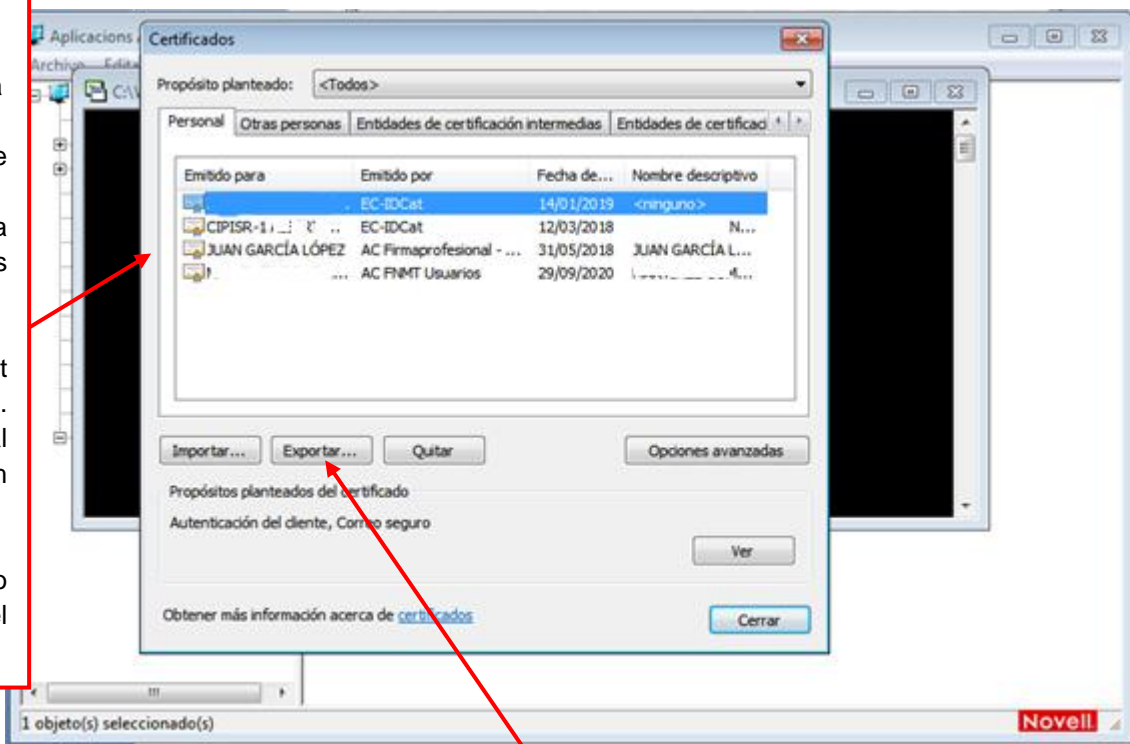 Aplicacions
Certificados
Archivo Edita
Propósito planteado: <Todos>
C:\
Personal Otras personas Entidades de certificación intermedias Entidades de certificaci
Emitido para Emitido por Fecha de... Nombre descriptivo
EC-IDCat 14/01/2019 <ninguno>
CIPISR-1 ... EC-IDCat 12/03/2018 N...
JUAN GARCÍA LÓPEZ AC Firmaprofesional - ... 31/05/2018 JUAN GARCÍA L...
... AC FNMT Usuarios 29/09/2020
Importar... Exportar... Quitar Opciones avanzadas
Propósitos planteados del certificado
Autenticación del cliente, Correo seguro
Ver
Obtener más información acerca de certificados
Cerrar
1 objeto(s) seleccionado(s)
Novell